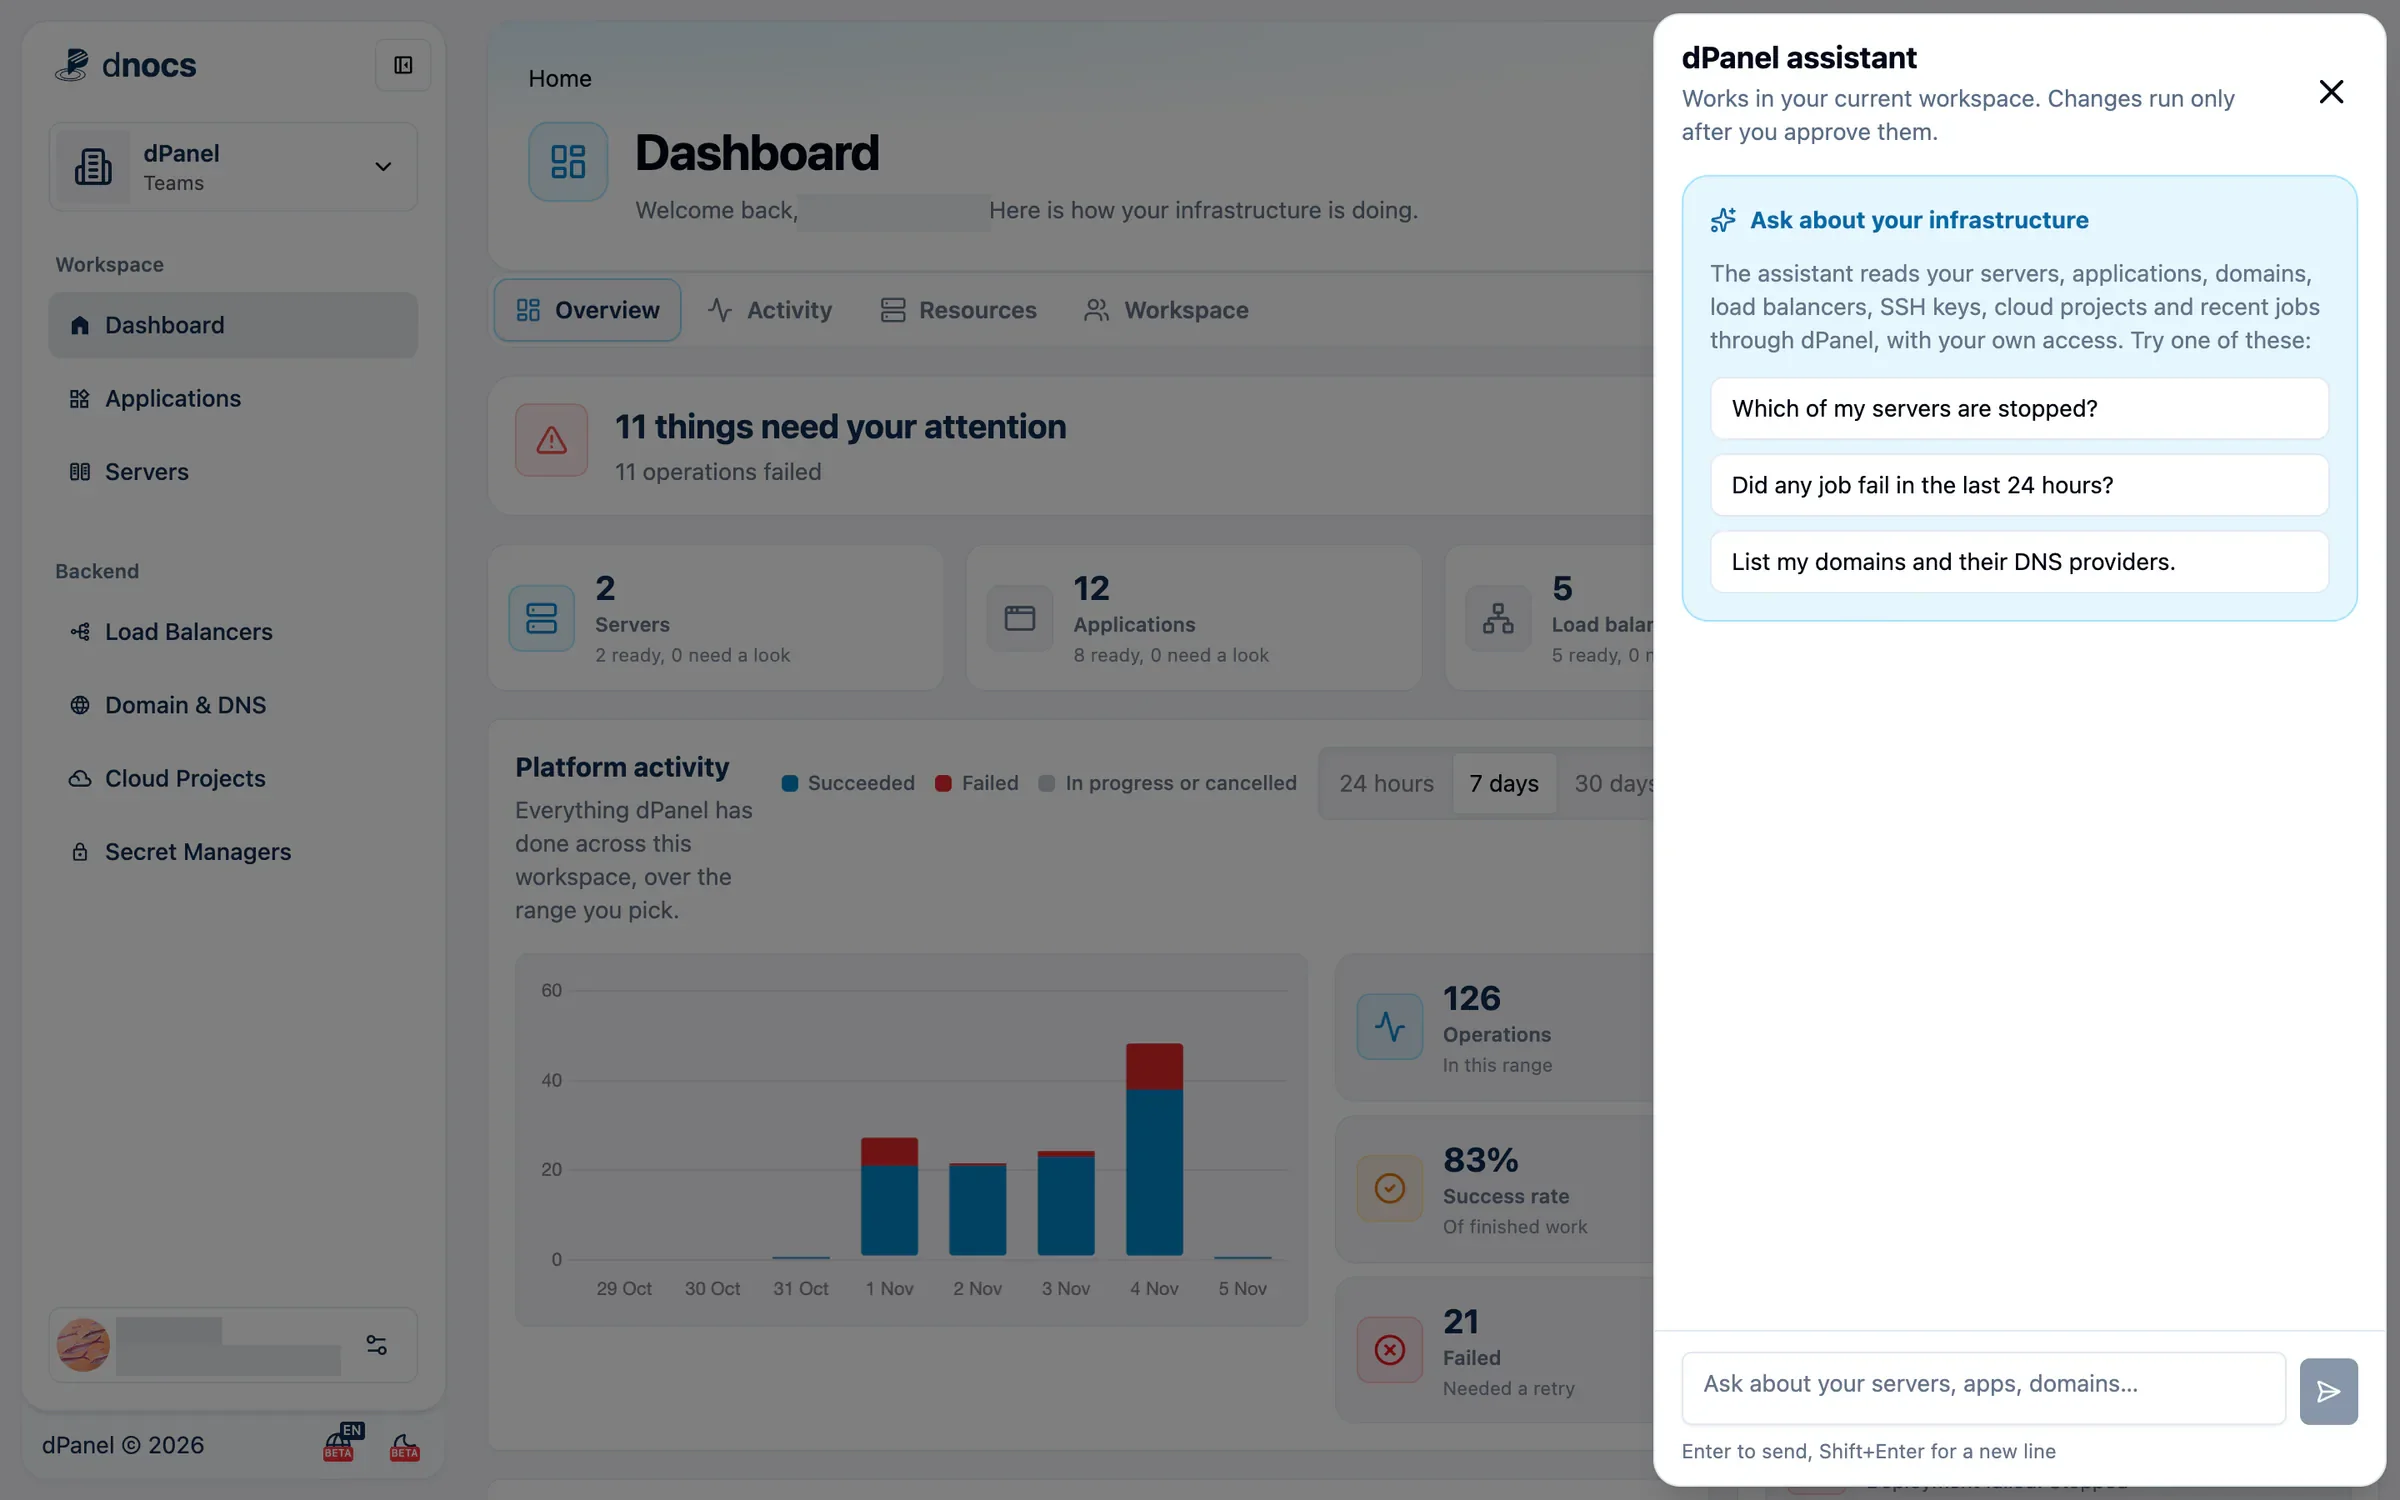 dnocs
dPanel
Teams
Workspace
Dashboard
Applications
Servers
Backend
Load Balancers
Domain & DNS
Cloud Projects
Secret Managers
dPanel © 2026
EN
BETA
BETA
Home
Dashboard
Welcome back,
Here is how your infrastructure is doing.
Overview
Activity
Resources
Workspace
11 things need your attention
11 operations failed
2
Servers
2 ready, 0 need a look
12
Applications
8 ready, 0 need a look
5
Load balan
5 ready, 0 n
Platform activity
Everything dPanel has
done across this
workspace, over the
range you pick.
Succeeded
Failed
In progress or cancelled
24 hours
7 days
30 days
60
40
20
0
29 Oct
30 Oct
31 Oct
1 Nov
2 Nov
3 Nov
4 Nov
5 Nov
126
Operations
In this range
83%
Success rate
Of finished work
21
Failed
Needed a retry
dPanel assistant
Works in your current workspace. Changes run only
after you approve them.
Ask about your infrastructure
The assistant reads your servers, applications, domains,
load balancers, SSH keys, cloud projects and recent jobs
through dPanel, with your own access. Try one of these:
Which of my servers are stopped?
Did any job fail in the last 24 hours?
List my domains and their DNS providers.
Ask about your servers, apps, domains...
Enter to send, Shift+Enter for a new line